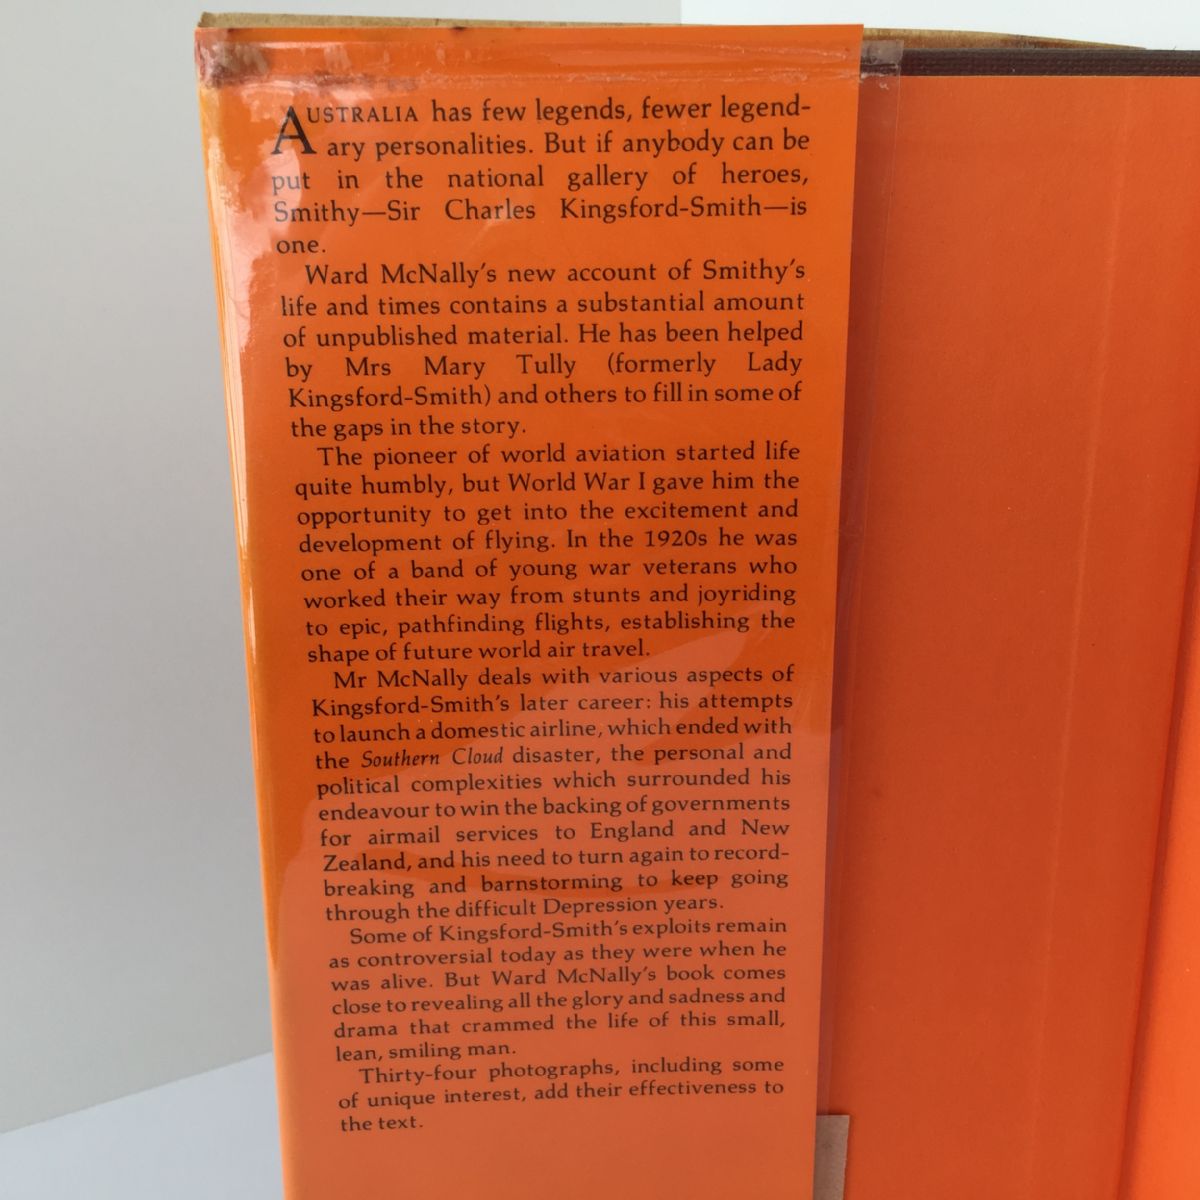 AUSTRALIA has few legends, fewer legend-
ary personalities. But if anybody can be
put in the national gallery of heroes,
Smithy—Sir Charles Kingsford-Smith—is
one.
Ward McNally's new account of Smithy's
life and times contains a substantial amount
of unpublished material. He has been helped
by Mrs Mary Tully (formerly Lady
Kingsford-Smith) and others to fill in some of
the gaps in the story.
The pioneer of world aviation started life
quite humbly, but World War I gave him the
opportunity to get into the excitement and
development of flying. In the 1920s he was
one of a band of young war veterans who
worked their way from stunts and joyriding
to epic, pathfinding flights, establishing the
shape of future world air travel.
Mr McNally deals with various aspects of
Kingsford-Smith's later career: his attempts
to launch a domestic airline, which ended with
the Southern Cloud disaster, the personal and
political complexities which surrounded his
endeavour to win the backing of governments
for airmail services to England and New
Zealand, and his need to turn again to record-
breaking and barnstorming to keep going
through the difficult Depression years.
Some of Kingsford-Smith's exploits remain
as controversial today as they were when he
was alive. But Ward McNally's book comes
close to revealing all the glory and sadness and
drama that crammed the life of this small,
lean, smiling man.
Thirty-four photographs, including some
of unique interest, add their effectiveness to
the text.